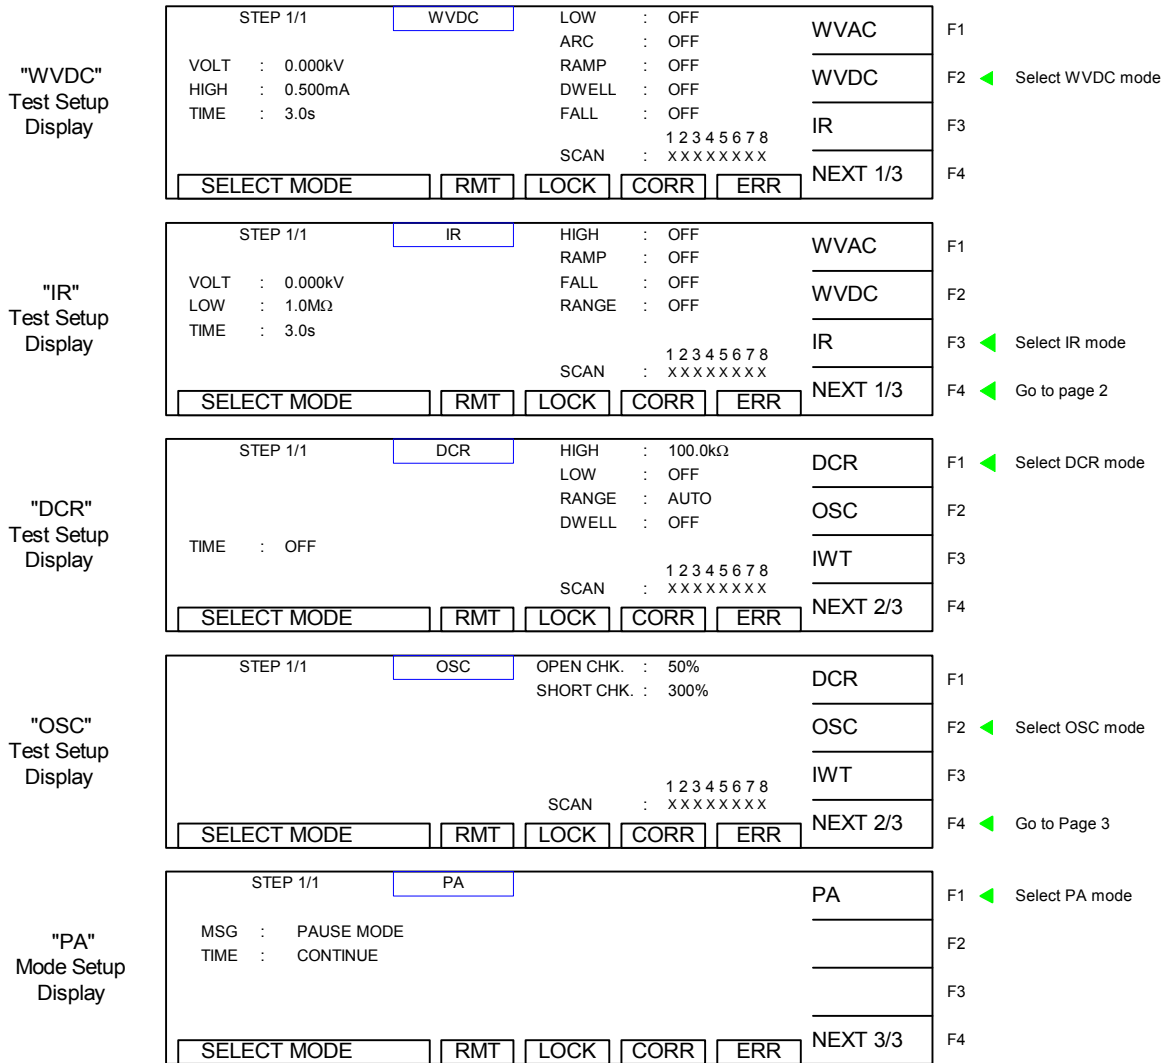 "WVDC"
Test Setup
Display
STEP 1/1 WVDC LOW : OFF
ARC : OFF
VOLT : 0.000kV RAMP : OFF
HIGH : 0.500mA DWELL : OFF
TIME : 3.0s FALL : OFF
1 2 3 4 5 6 7 8
SCAN : X X X X X X X X
SELECT MODE RMT LOCK CORR ERR
WVAC F1
WVDC F2 Select WVDC mode
IR F3
NEXT 1/3 F4
"IR"
Test Setup
Display
STEP 1/1 IR HIGH : OFF
RAMP : OFF
VOLT : 0.000kV FALL : OFF
LOW : 1.0MΩ RANGE : OFF
TIME : 3.0s
1 2 3 4 5 6 7 8
SCAN : X X X X X X X X
SELECT MODE RMT LOCK CORR ERR
WVAC F1
WVDC F2
IR F3 Select IR mode
NEXT 1/3 F4 Go to page 2
"DCR"
Test Setup
Display
STEP 1/1 DCR HIGH : 100.0kΩ
LOW : OFF
RANGE : AUTO
DWELL : OFF
TIME : OFF
1 2 3 4 5 6 7 8
SCAN : X X X X X X X X
SELECT MODE RMT LOCK CORR ERR
DCR F1 Select DCR mode
OSC F2
IWT F3
NEXT 2/3 F4
"OSC"
Test Setup
Display
STEP 1/1 OSC OPEN CHK. : 50%
SHORT CHK. : 300%
1 2 3 4 5 6 7 8
SCAN : X X X X X X X X
SELECT MODE RMT LOCK CORR ERR
DCR F1
OSC F2 Select OSC mode
IWT F3
NEXT 2/3 F4 Go to Page 3
"PA"
Mode Setup
Display
STEP 1/1 PA
MSG : PAUSE MODE
TIME : CONTINUE
SELECT MODE RMT LOCK CORR ERR
PA F1 Select PA mode
F2
F3
NEXT 3/3 F4